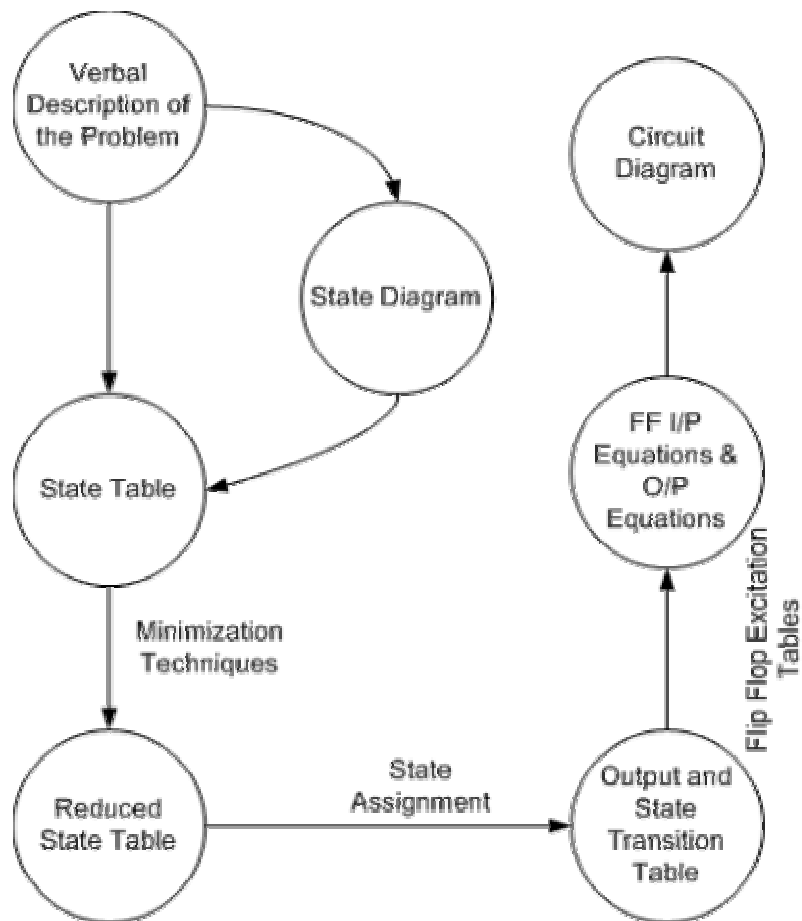 Verbal
Description of
the Problem
State Diagram
State Table
Minimization
Techniques
Reduced
State Table
State
Assignment
Output and
State
Transition
Table
Flip Flop Excitation
Tables
FF I/P
Equations &
O/P
Equations
Circuit
Diagram